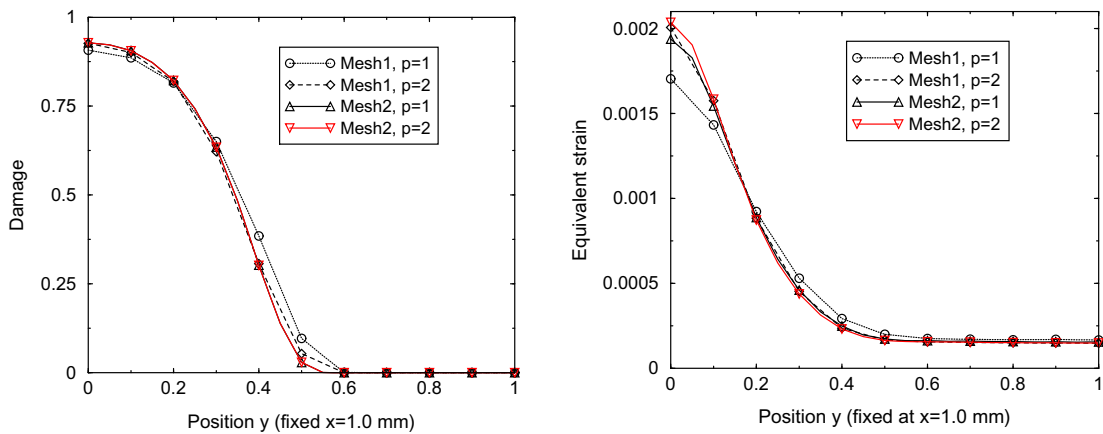 1
0.75
0.5
0.25
0
Damage
0
0.2
0.4
0.6
0.8
1
Position y (fixed x=1.0 mm)
Mesh1, p=1
Mesh1, p=2
Mesh2, p=1
Mesh2, p=2
0.002
0.0015
0.001
0.0005
0
Equivalent strain
0
0.2
0.4
0.6
0.8
1
Position y (fixed at x=1.0 mm)
Mesh1, p=1
Mesh1, p=2
Mesh2, p=1
Mesh2, p=2